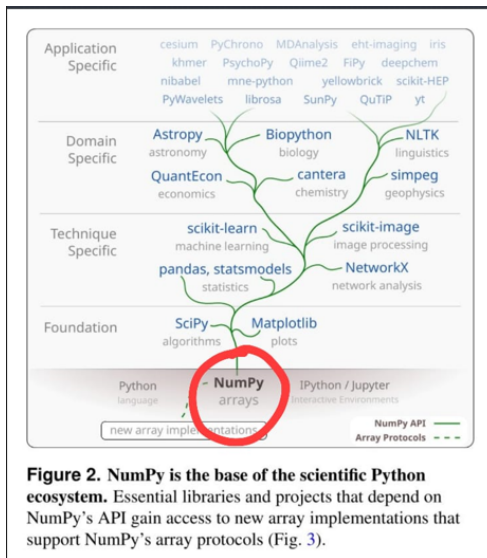 Application Specific
cesium PyChrono MDAnalysis eht-imaging iris
khmer PsychoPy Qiime2 FiPy deepchem
nibabel mne-python yellowbrick scikit-HEP
PyWavelets librosa SunPy QuTiP yt
Domain Specific
Astropy Biopython NLTK
astronomy biology linguistics
QuantEcon cantera simpeg
economics chemistry geophysics
Technique Specific
scikit-learn scikit-image
machine learning image processing
pandas, statsmodels NetworkX
statistics network analysis
Foundation
SciPy Matplotlib
algorithms plots
Python NumPy IPython / Jupyter
language arrays Interactive Environments
new array implementations
NumPy API
Array Protocols
Figure 2. NumPy is the base of the scientific Python
ecosystem. Essential libraries and projects that depend on
NumPy's API gain access to new array implementations that
support NumPy's array protocols (Fig. 3).